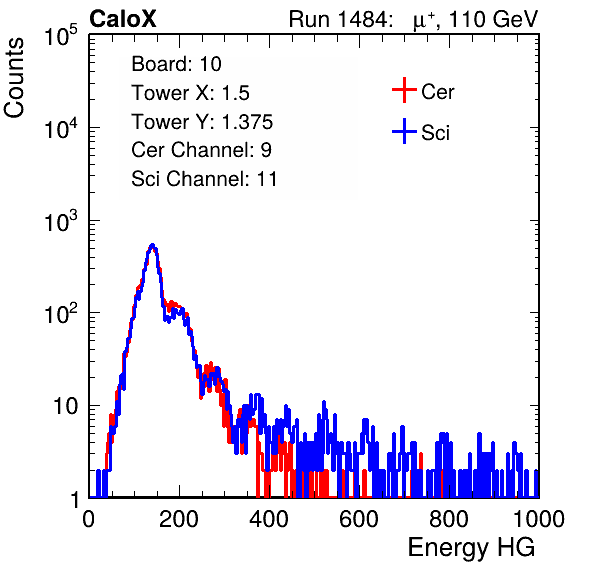 CaloX Run 1484: μ⁺, 110 GeV
Board: 10
Tower X: 1.5
Tower Y: 1.375
Cer Channel: 9
Sci Channel: 11
Cer
Sci
Counts
10⁵
10⁴
10³
10²
10
1
0 200 400 600 800 1000
Energy HG